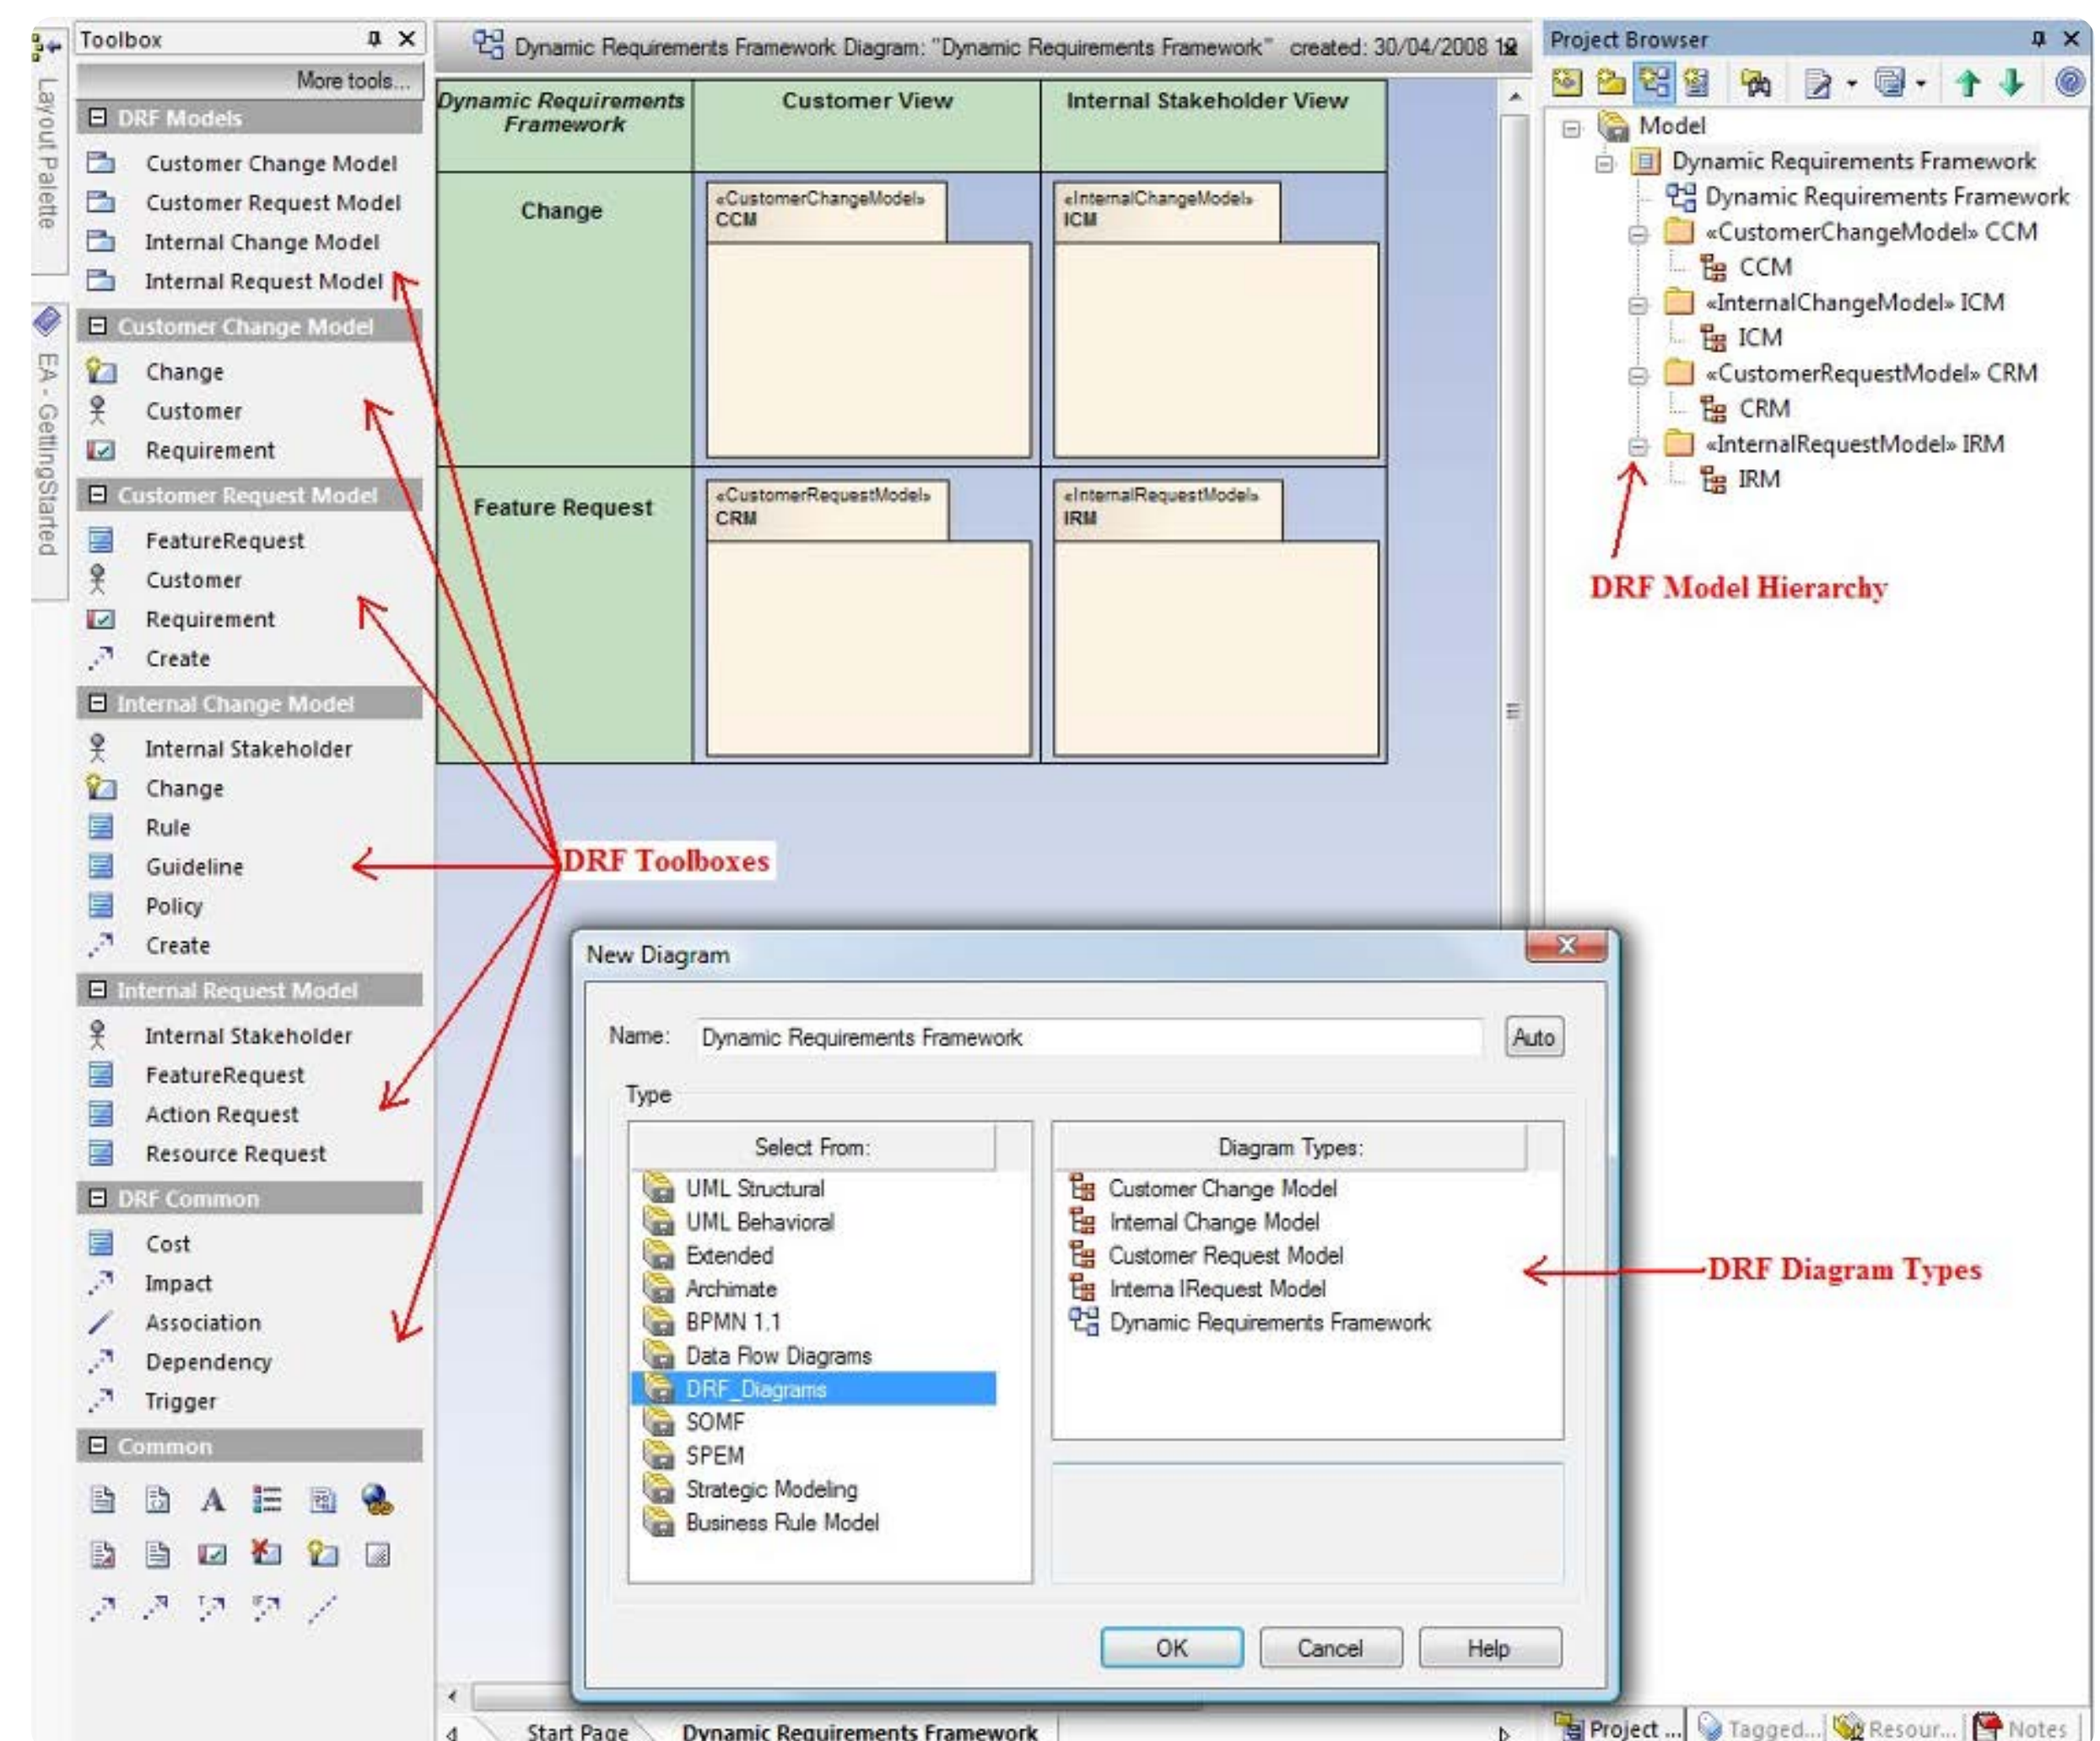 Toolbox
More tools...
DRF Models
Customer Change Model
Customer Request Model
Internal Change Model
Internal Request Model
Customer Change Model
Change
Customer
Requirement
Customer Request Model
FeatureRequest
Customer
Requirement
Create
Internal Change Model
Internal Stakeholder
Change
Rule
Guideline
Policy
Create
Internal Request Model
Internal Stakeholder
FeatureRequest
Action Request
Resource Request
DRF Common
Cost
Impact
Association
Dependency
Trigger
Common
Layout Palette
EA - GettingStarted
Dynamic Requirements Framework Diagram: "Dynamic Requirements Framework" created: 30/04/2008
Dynamic Requirements
Framework
Customer View
Internal Stakeholder View
Change
«CustomerChangeModel»
CCM
«InternalChangeModel»
ICM
Feature Request
«CustomerRequestModel»
CRM
«InternalRequestModel»
IRM
DRF Toolboxes
New Diagram
Name:
Dynamic Requirements Framework
Auto
Type
Select From:
UML Structural
UML Behavioral
Extended
Archimate
BPMN 1.1
Data Flow Diagrams
DRF_Diagrams
SOMF
SPEM
Strategic Modeling
Business Rule Model
Diagram Types:
Customer Change Model
Internal Change Model
Customer Request Model
Interna lRequest Model
Dynamic Requirements Framework
OK
Cancel
Help
DRF Diagram Types
Start Page
Dynamic Requirements Framework
Project Browser
Model
Dynamic Requirements Framework
Dynamic Requirements Framework
«CustomerChangeModel» CCM
CCM
«InternalChangeModel» ICM
ICM
«CustomerRequestModel» CRM
CRM
«InternalRequestModel» IRM
IRM
DRF Model Hierarchy
Project ...
Tagged...
Resour...
Notes